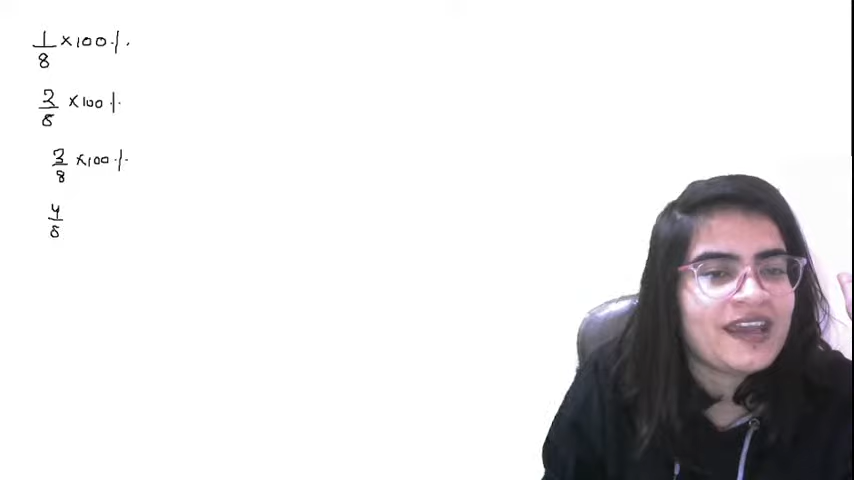 1/8 × 100 %.
2/8 × 100 %
3/8 × 100 %
4/8